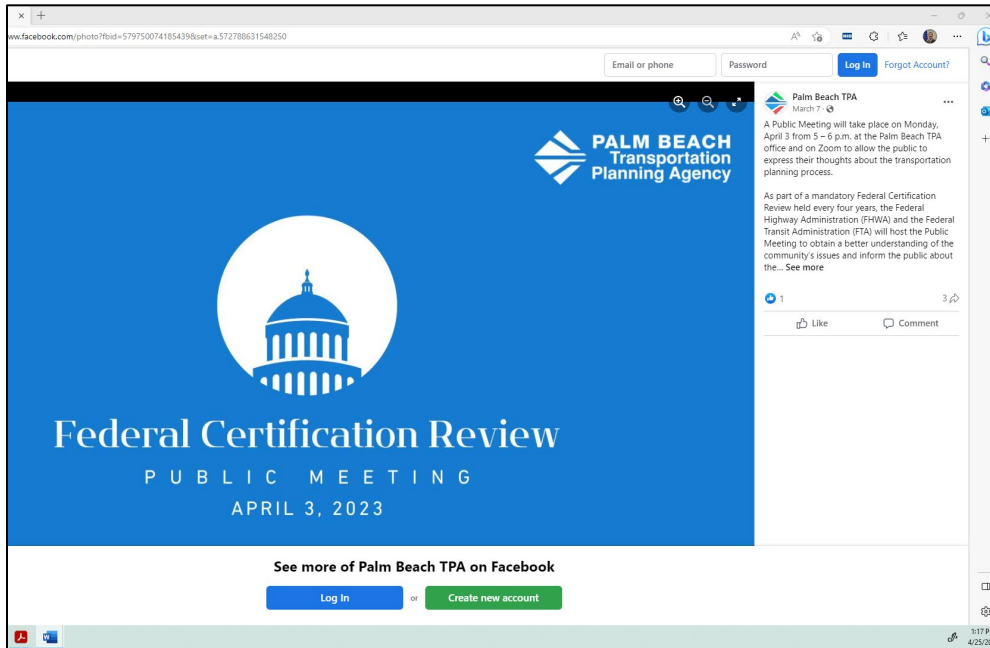 ww.facebook.com/photo?fbid=579750074185439&set=a.572788631548250
Email or phone
Password
Log In
Forgot Account?
PALM BEACH
Transportation
Planning Agency
Federal Certification Review
PUBLIC MEETING
APRIL 3, 2023
Palm Beach TPA
March 7 ·
A Public Meeting will take place on Monday,
April 3 from 5 – 6 p.m. at the Palm Beach TPA
office and on Zoom to allow the public to
express their thoughts about the transportation
planning process.
As part of a mandatory Federal Certification
Review held every four years, the Federal
Highway Administration (FHWA) and the Federal
Transit Administration (FTA) will host the Public
Meeting to obtain a better understanding of the
community's issues and inform the public about
the... See more
1
3
Like
Comment
See more of Palm Beach TPA on Facebook
Log In
or
Create new account
1:17 P
4/25/20